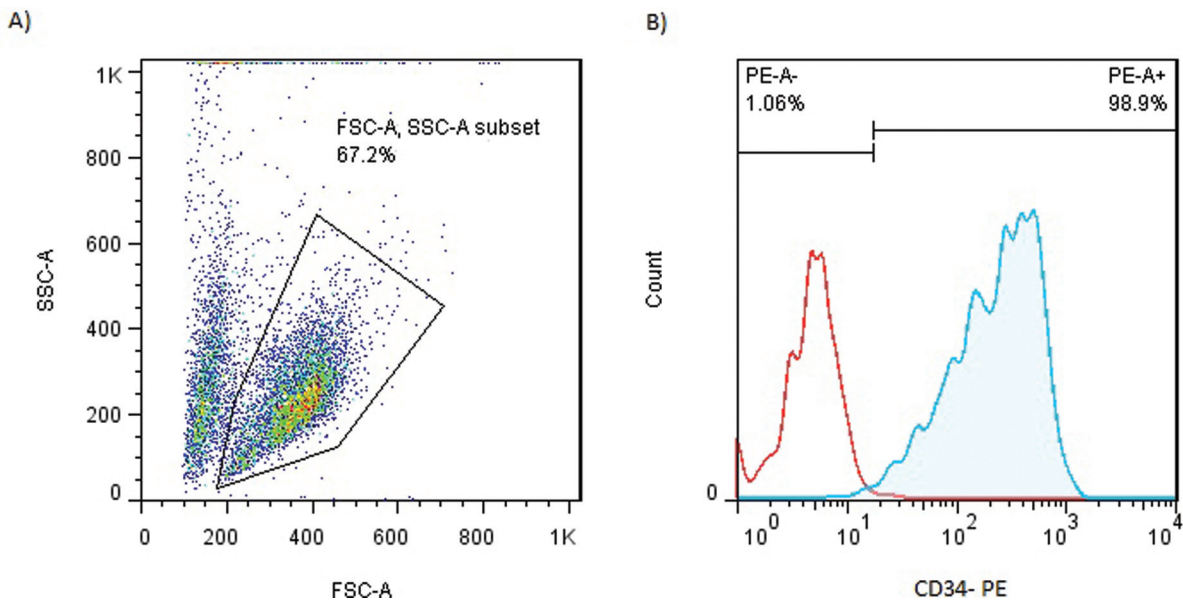 A)
1K
800
600
400
200
0
SSC-A
FSC-A, SSC-A subset
67.2%
0 200 400 600 800 1K
FSC-A
B)
PE-A-
1.06%
PE-A+
98.9%
Count
0
10^0 10^1 10^2 10^3 10^4
CD34- PE